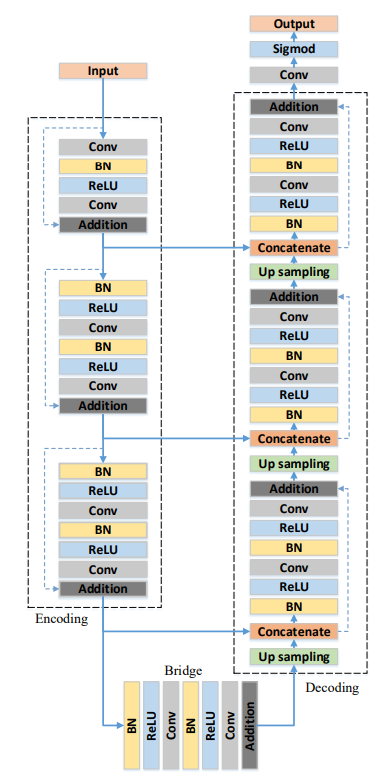 Input
Conv
BN
ReLU
Conv
Addition
BN
ReLU
Conv
BN
ReLU
Conv
Addition
BN
ReLU
Conv
BN
ReLU
Conv
Addition
Encoding
Bridge
BN
ReLU
Conv
BN
ReLU
Conv
Addition
Output
Sigmod
Conv
Addition
Conv
ReLU
BN
Conv
ReLU
BN
Concatenate
Up sampling
Addition
Conv
ReLU
BN
Conv
ReLU
BN
Concatenate
Up sampling
Addition
Conv
ReLU
BN
Conv
ReLU
BN
Concatenate
Up sampling
Decoding